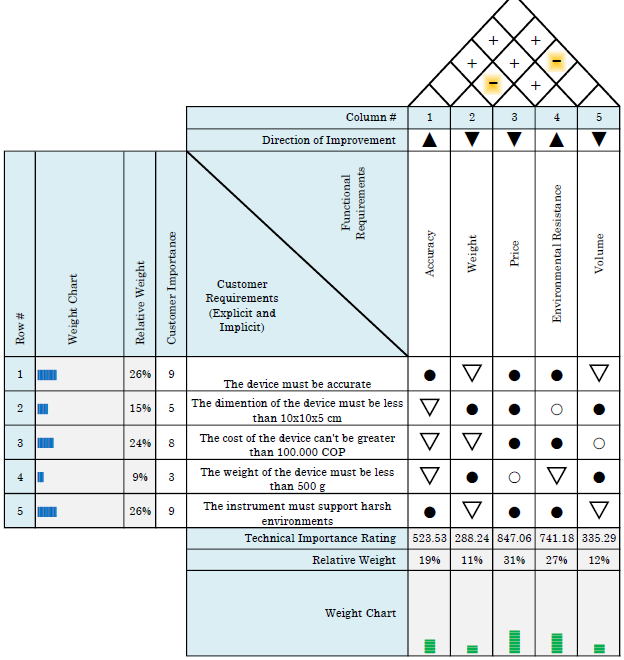 + +
+ + −
− +
Column # 1 2 3 4 5
Direction of Improvement ▲ ▼ ▼ ▲ ▼
Row #
Weight Chart
Relative Weight
Customer Importance
Customer
Requirements
(Explicit and
Implicit)
Functional
Requirements
Accuracy
Weight
Price
Environmental Resistance
Volume
1 26% 9 The device must be accurate ● ▽ ● ● ▽
2 15% 5 The dimention of the device must be less
than 10x10x5 cm ▽ ● ● ○ ●
3 24% 8 The cost of the device can't be greater
than 100.000 COP ▽ ▽ ● ● ○
4 9% 3 The weight of the device must be less
than 500 g ▽ ● ○ ▽ ●
5 26% 9 The instrument must support harsh
environments ● ▽ ● ● ▽
Technical Importance Rating 523.53 288.24 847.06 741.18 335.29
Relative Weight 19% 11% 31% 27% 12%
Weight Chart